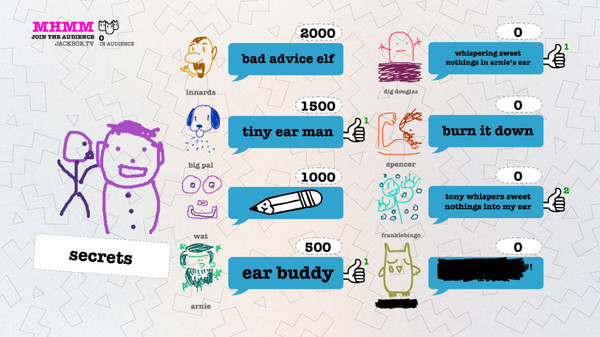 MHMM
JOIN THE AUDIENCE
JACKBOX.TV
0
IN AUDIENCE
secrets
2000
bad advice elf
innards
1500
tiny ear man
1
big pal
1000
wat
500
ear buddy
1
arnie
0
whispering sweet
nothings in arnie's ear
1
dig douglas
0
burn it down
spencer
0
tony whispers sweet
nothings into my ear
2
frankiebingo
0